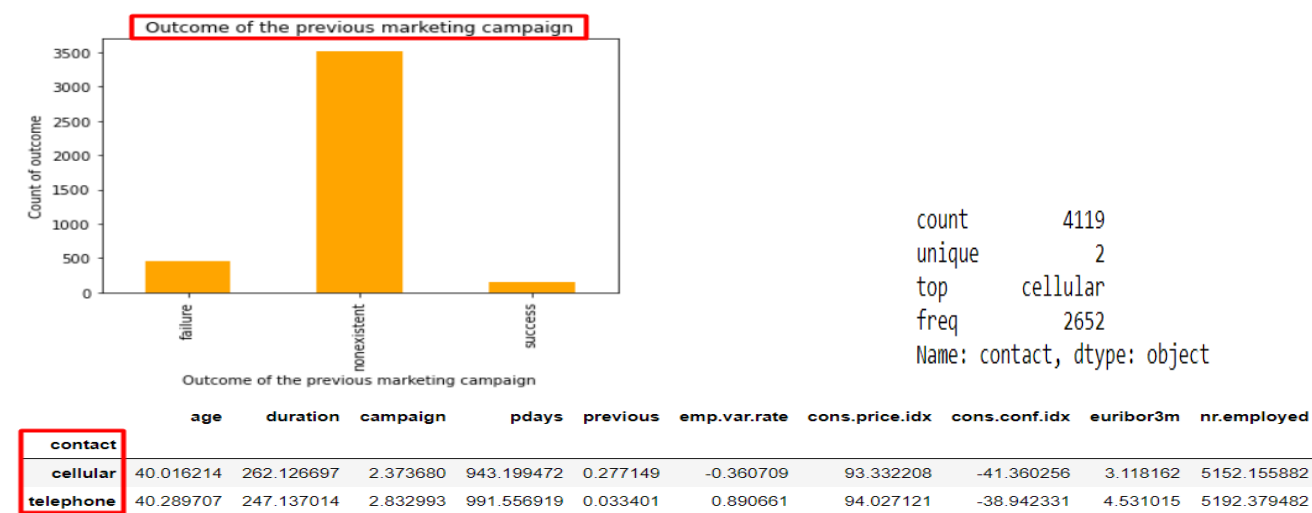 Outcome of the previous marketing campaign
3500
3000
2500
2000
1500
1000
500
0
Count of outcome
failure
nonexistent
success
Outcome of the previous marketing campaign
count 4119
unique 2
top cellular
freq 2652
Name: contact, dtype: object
age duration campaign pdays previous emp.var.rate cons.price.idx cons.conf.idx euribor3m nr.employed
contact
cellular 40.016214 262.126697 2.373680 943.199472 0.277149 -0.360709 93.332208 -41.360256 3.118162 5152.155882
telephone 40.289707 247.137014 2.832993 991.556919 0.033401 0.890661 94.027121 -38.942331 4.531015 5192.379482